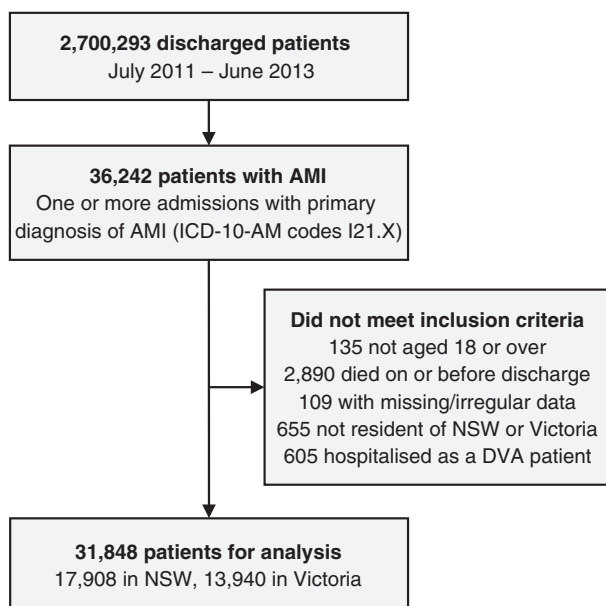 2,700,293 discharged patients
July 2011 – June 2013
36,242 patients with AMI
One or more admissions with primary
diagnosis of AMI (ICD-10-AM codes I21.X)
Did not meet inclusion criteria
135 not aged 18 or over
2,890 died on or before discharge
109 with missing/irregular data
655 not resident of NSW or Victoria
605 hospitalised as a DVA patient
31,848 patients for analysis
17,908 in NSW, 13,940 in Victoria